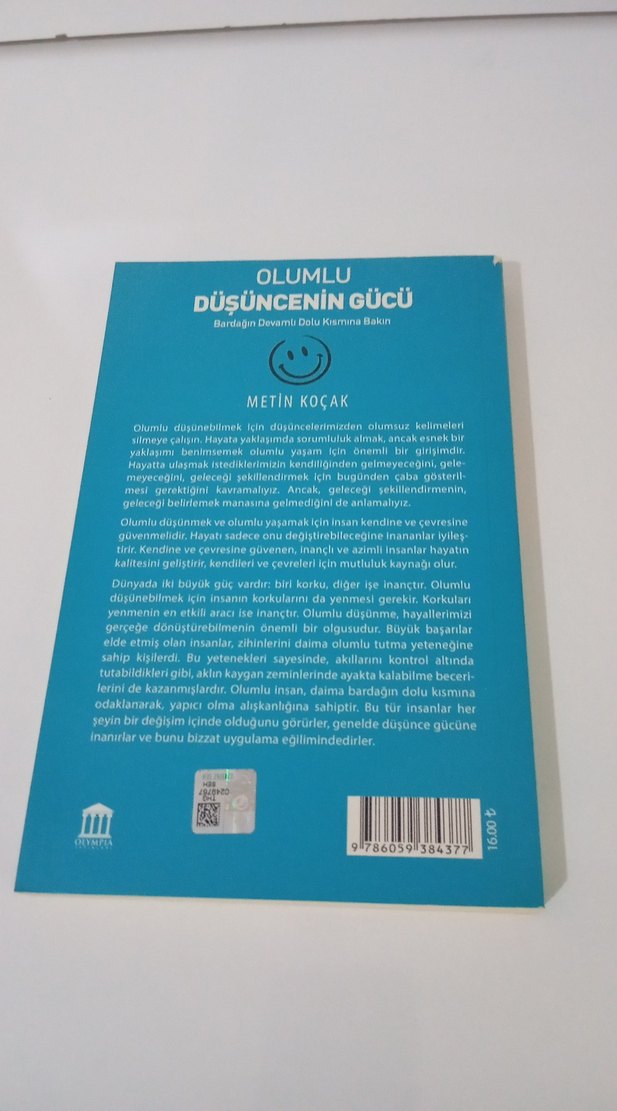 OLUMLU
DÜŞÜNCENİN GÜCÜ
Bardağın Devamlı Dolu Kısmına Bakın
METİN KOÇAK
Olumlu düşünebilmek için düşüncelerimizden olumsuz kelimeleri
silmeye çalışın. Hayata yaklaşımda sorumluluk almak, ancak esnek bir
yaklaşımı benimsemek olumlu yaşam için önemli bir girişimdir.
Hayatta ulaşmak istediklerimizin kendiliğinden gelmeyeceğini, gele-
meyeceğini, geleceği şekillendirmek için bugünden çaba gösteril-
mesi gerektiğini kavramalıyız. Ancak, geleceği şekillendirmenin,
geleceği belirlemek manasına gelmediğini de anlamalıyız.
Olumlu düşünmek ve olumlu yaşamak için insan kendine ve çevresine
güvenmelidir. Hayatı sadece onu değiştirebileceğine inananlar iyileş-
tirir. Kendine ve çevresine güvenen, inançlı ve azimli insanlar hayatın
kalitesini geliştirir, kendileri ve çevreleri için mutluluk kaynağı olur.
Dünyada iki büyük güç vardır: biri korku, diğer işe inançtır. Olumlu
düşünebilmek için insanın korkularını da yenmesi gerekir. Korkuları
yenmenin en etkili aracı ise inançtır. Olumlu düşünme, hayallerimizi
gerçeğe dönüştürebilmenin önemli bir olgusudur. Büyük başarılar
elde etmiş olan insanlar, zihinlerini daima olumlu tutma yeteneğine
sahip kişilerdi. Bu yetenekleri sayesinde, akıllarını kontrol altında
tutabildikleri gibi, aklın kaygan zeminlerinde ayakta kalabilme beceri-
lerini de kazanmışlardır. Olumlu insan, daima bardağın dolu kısmına
odaklanarak, yapıcı olma alışkanlığına sahiptir. Bu tür insanlar her
şeyin bir değişim içinde olduğunu görürler, genelde düşünce gücüne
inanırlar ve bunu bizzat uygulama eğilimindedirler.
OLYMPIA
YAYINLARI
THQ
0249767
9 786059 384377
16.00 ₺